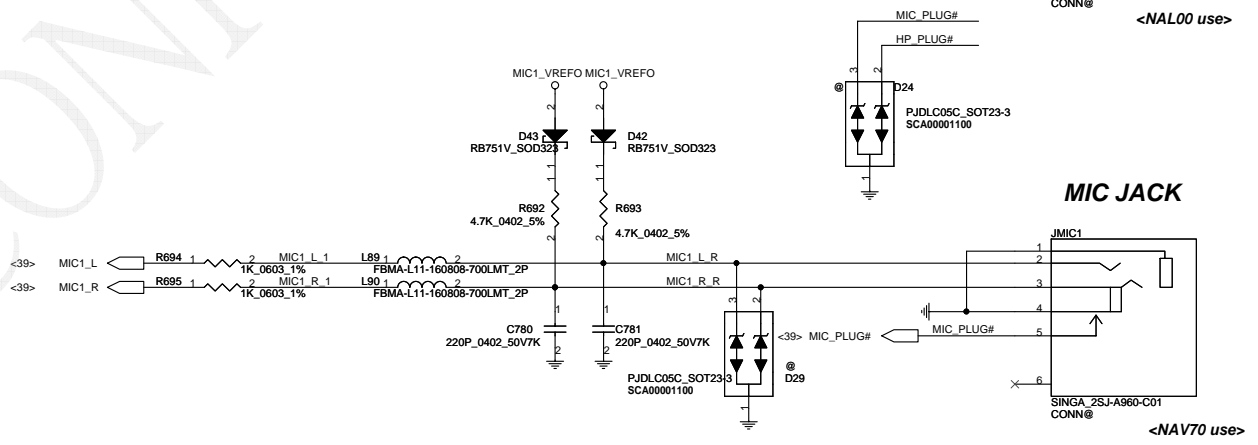 CONN@
<NAL00 use>
MIC_PLUG#
HP_PLUG#
3
2
@
D24
PJDLC05C_SOT23-3
SCA00001100
1
MIC1_VREFO MIC1_VREFO
2
2
D43
RB751V_SOD323
D42
RB751V_SOD323
1
1
1
1
R692
4.7K_0402_5%
R693
4.7K_0402_5%
2
2
MIC JACK
JMIC1
<39> MIC1_L R694 1 2 MIC1_L_1 L89 1 2 MIC1_L_R
1K_0603_1% FBMA-L11-160808-700LMT_2P
<39> MIC1_R R695 1 2 MIC1_R_1 L90 1 2 MIC1_R_R
1K_0603_1% FBMA-L11-160808-700LMT_2P
1
2
3
4
5
6
1
C780
220P_0402_50V7K
2
1
C781
220P_0402_50V7K
2
3
2
<39> MIC_PLUG# MIC_PLUG#
PJDLC05C_SOT23-3
SCA00001100
@
D29
1
SINGA_2SJ-A960-C01
CONN@
<NAV70 use>